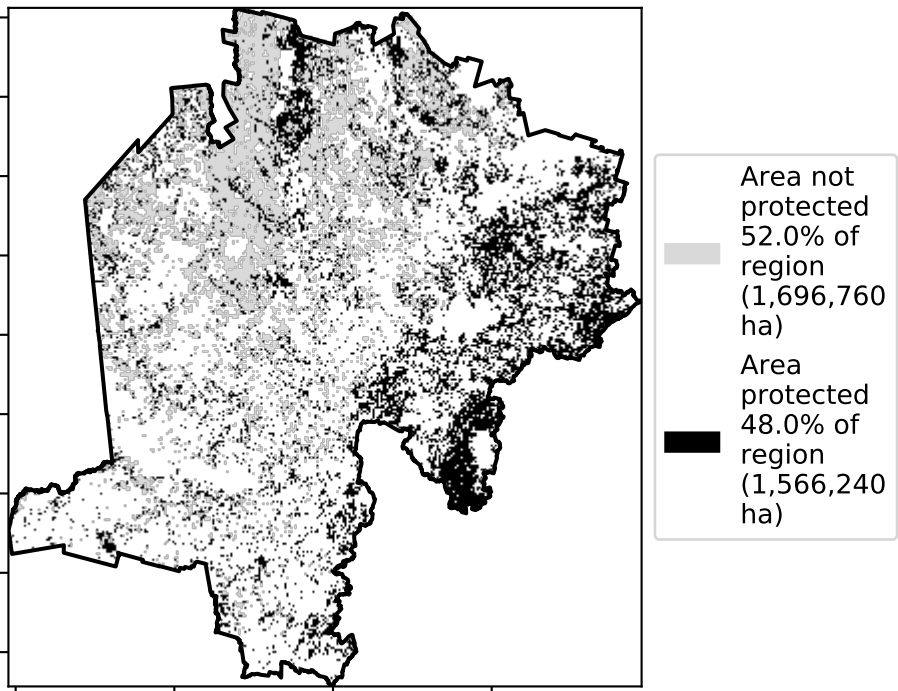 Area not
protected
52.0% of
region
(1,696,760
ha)
Area
protected
48.0% of
region
(1,566,240
ha)